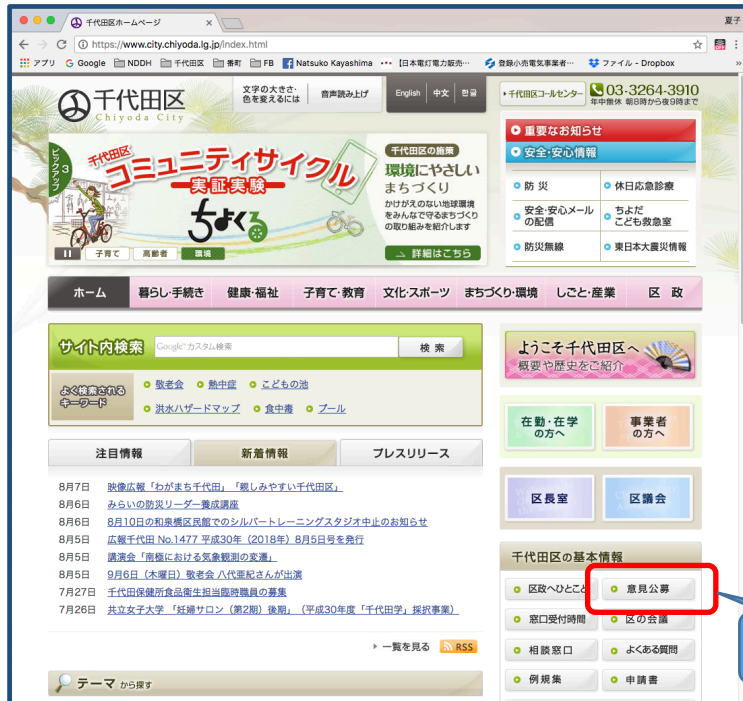 千代田区ホームページ ×
夏子
https://www.city.chiyoda.lg.jp/index.html
アプリ Google NDDH 千代田区 番町 FB Natsuko Kayashima 【日本電灯電力販売… 登録小売電気事業者… ファイル - Dropbox »
千代田区
Chiyoda City
文字の大きさ・
色を変えるには
音声読み上げ
English 中文 한글
千代田区コールセンター 03-3264-3910
年中無休 朝8時から夜9時まで
ピックアップ3
千代田区
コミュニティサイクル
実証実験
ちよくる
子育て 高齢者 環境
千代田区の施策
環境にやさしい
まちづくり
かけがえのない地球環境
をみんなで守るまちづくり
の取り組みを紹介します
詳細はこちら
重要なお知らせ
安全・安心情報
防 災 休日応急診療
安全・安心メール
の配信
ちよだ
こども救急室
防災無線 東日本大震災情報
ホーム 暮らし・手続き 健康・福祉 子育て・教育 文化・スポーツ まちづくり・環境 しごと・産業 区 政
サイト内検索 Google™カスタム検索 検 索
よく検索される
キーワード
敬老会 熱中症 こどもの池
洪水ハザードマップ 食中毒 プール
ようこそ千代田区へ
概要や歴史をご紹介
在勤・在学
の方へ
事業者
の方へ
区長室 区議会
注目情報 新着情報 プレスリリース
8月7日 映像広報「わがまち千代田」「親しみやすい千代田区」
8月6日 みらいの防災リーダー養成講座
8月6日 8月10日の和泉橋区民館でのシルバートレーニングスタジオ中止のお知らせ
8月5日 広報千代田 No.1477 平成30年（2018年）8月5日号を発行
8月5日 講演会「南極における気象観測の変遷」
8月5日 9月6日（木曜日）敬老会 八代亜紀さんが出演
7月27日 千代田保健所食品衛生担当臨時職員の募集
7月26日 共立女子大学 「妊婦サロン（第2期）後期」（平成30年度「千代田学」採択事業）
一覧を見る RSS
テーマ から探す
千代田区の基本情報
区政へひとこと 意見公募
窓口受付時間 区の会議
相談窓口 よくある質問
例規集 申請書